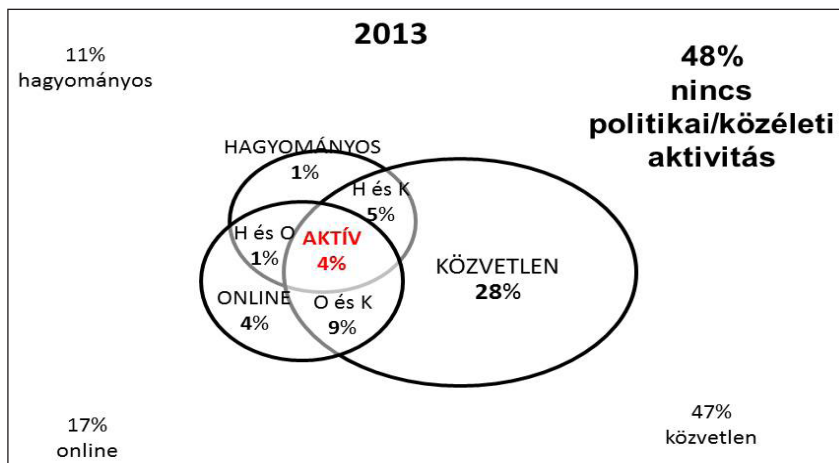 2013
11%
hagyományos
48%
nincs
politikai/közéleti
aktivitás
HAGYOMÁNYOS
1%
H és K
5%
H és O
1%
AKTÍV
4%
KÖZVETLEN
28%
ONLINE
4%
O és K
9%
17%
online
47%
közvetlen